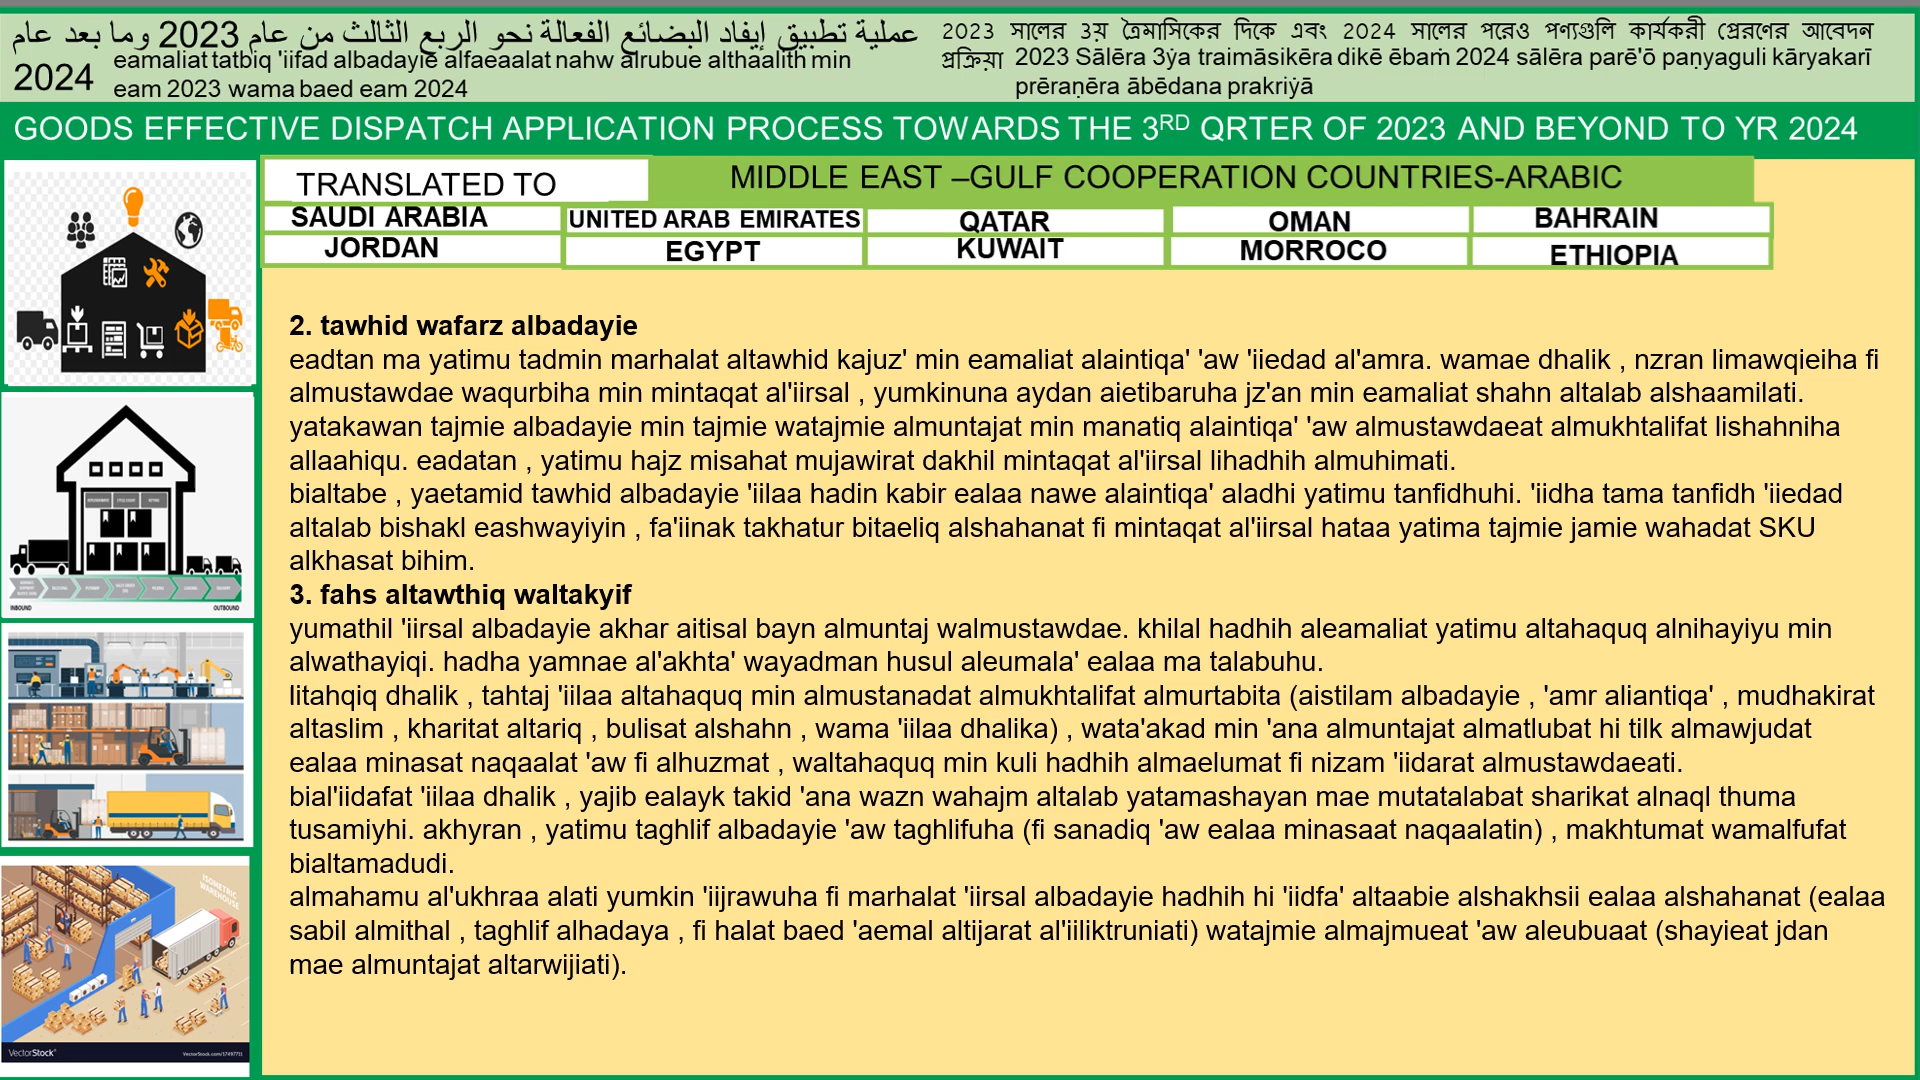 عملية تطبيق إيفاد البضائع الفعالة نحو الربع الثالث من عام 2023 وما بعد عام
2024
eamaliat tatbiq 'iifad albadayie alfaeaalat nahw alrubue althaalith min
eam 2023 wama baed eam 2024
2023 সালের 3য় ত্রৈমাসিকের দিকে এবং 2024 সালের পরেও পণ্যগুলি কার্যকরী প্রেরণের আবেদন
প্রক্রিয়া
2023 Sālēra 3ẏa traimāsikēra dikē ēbaṁ 2024 sālēra parē'ō paṇyaguli kāryakarī
prēraṇēra ābēdana prakriẏā
GOODS EFFECTIVE DISPATCH APPLICATION PROCESS TOWARDS THE 3RD QRTER OF 2023 AND BEYOND TO YR 2024
TRANSLATED TO
MIDDLE EAST –GULF COOPERATION COUNTRIES-ARABIC
SAUDI ARABIA
UNITED ARAB EMIRATES
QATAR
OMAN
BAHRAIN
JORDAN
EGYPT
KUWAIT
MORROCO
ETHIOPIA
2. tawhid wafarz albadayie
eadtan ma yatimu tadmin marhalat altawhid kajuz' min eamaliat alaintiqa' 'aw 'iiedad al'amra. wamae dhalik , nzran limawqieiha fi
almustawdae waqurbiha min mintaqat al'iirsal , yumkinuna aydan aietibaruha jz'an min eamaliat shahn altalab alshaamilati.
yatakawan tajmie albadayie min tajmie watajmie almuntajat min manatiq alaintiqa' 'aw almustawdaeat almukhtalifat lishahniha
allaahiqu. eadatan , yatimu hajz misahat mujawirat dakhil mintaqat al'iirsal lihadhih almuhimati.
bialtabe , yaetamid tawhid albadayie 'iilaa hadin kabir ealaa nawe alaintiqa' aladhi yatimu tanfidhuhi. 'iidha tama tanfidh 'iiedad
altalab bishakl eashwayiyin , fa'iinak takhatur bitaeliq alshahanat fi mintaqat al'iirsal hataa yatima tajmie jamie wahadat SKU
alkhasat bihim.
3. fahs altawthiq waltakyif
yumathil 'iirsal albadayie akhar aitisal bayn almuntaj walmustawdae. khilal hadhih aleamaliat yatimu altahaquq alnihayiyu min
alwathayiqi. hadha yamnae al'akhta' wayadman husul aleumala' ealaa ma talabuhu.
litahqiq dhalik , tahtaj 'iilaa altahaquq min almustanadat almukhtalifat almurtabita (aistilam albadayie , 'amr aliantiqa' , mudhakirat
altaslim , kharitat altariq , bulisat alshahn , wama 'iilaa dhalika) , wata'akad min 'ana almuntajat almatlubat hi tilk almawjudat
ealaa minasat naqaalat 'aw fi alhuzmat , waltahaquq min kuli hadhih almaelumat fi nizam 'iidarat almustawdaeati.
bial'iidafat 'iilaa dhalik , yajib ealayk takid 'ana wazn wahajm altalab yatamashayan mae mutatalabat sharikat alnaql thuma
tusamiyhi. akhyran , yatimu taghlif albadayie 'aw taghlifuha (fi sanadiq 'aw ealaa minasaat naqaalatin) , makhtumat wamalfufat
bialtamadudi.
almahamu al'ukhraa alati yumkin 'iijrawuha fi marhalat 'iirsal albadayie hadhih hi 'iidfa' altaabie alshakhsii ealaa alshahanat (ealaa
sabil almithal , taghlif alhadaya , fi halat baed 'aemal altijarat al'iiliktruniati) watajmie almajmueat 'aw aleubuaat (shayieat jdan
mae almuntajat altarwijiati).
INBOUND
OUTBOUND
ISOMETRIC
WAREHOUSE
VectorStock
VectorStock.com/17497711